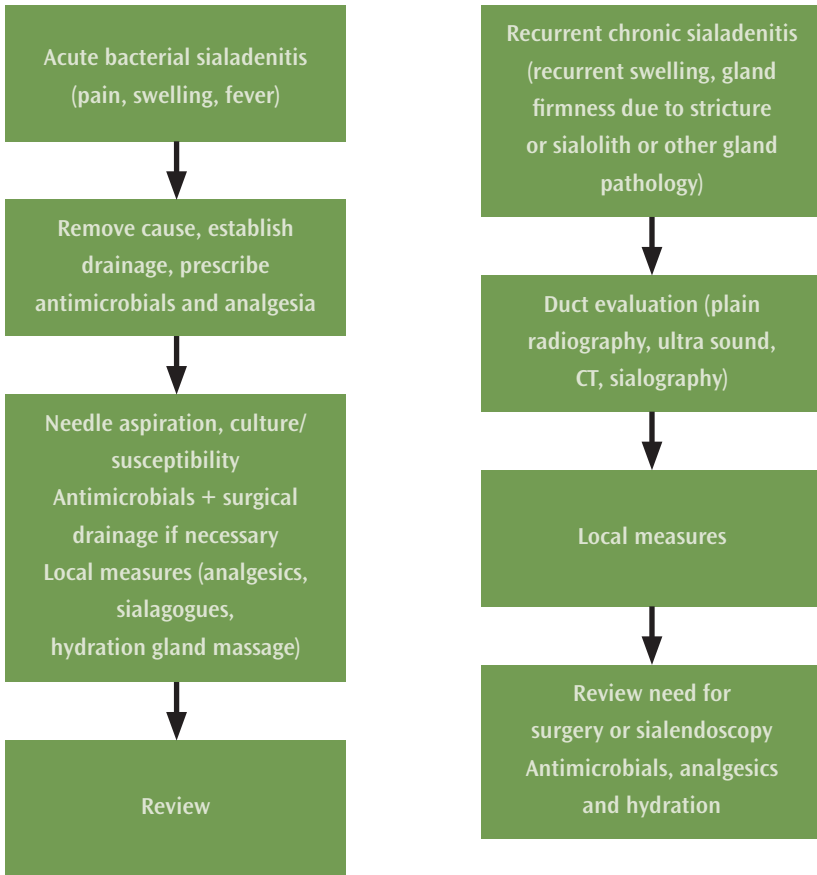 Acute bacterial sialadenitis
(pain, swelling, fever)
Remove cause, establish
drainage, prescribe
antimicrobials and analgesia
Needle aspiration, culture/
susceptibility
Antimicrobials + surgical
drainage if necessary
Local measures (analgesics,
sialagogues,
hydration gland massage)
Review
Recurrent chronic sialadenitis
(recurrent swelling, gland
firmness due to stricture
or sialolith or other gland
pathology)
Duct evaluation (plain
radiography, ultra sound,
CT, sialography)
Local measures
Review need for
surgery or sialendoscopy
Antimicrobials, analgesics
and hydration